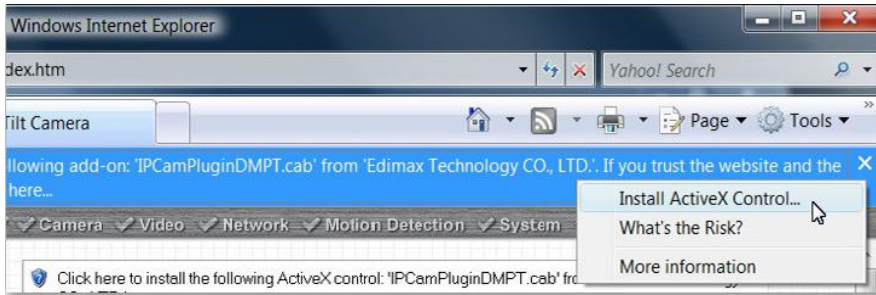 Windows Internet Explorer
dex.htm
Yahoo! Search
Tilt Camera
Page
Tools
llowing add-on: 'IPCamPluginDMPT.cab' from 'Edimax Technology CO., LTD.'. If you trust the website and the
here...
Install ActiveX Control...
Camera Video Network Motion Detection System
What's the Risk?
More information
Click here to install the following ActiveX control: 'IPCamPluginDMPT.cab'